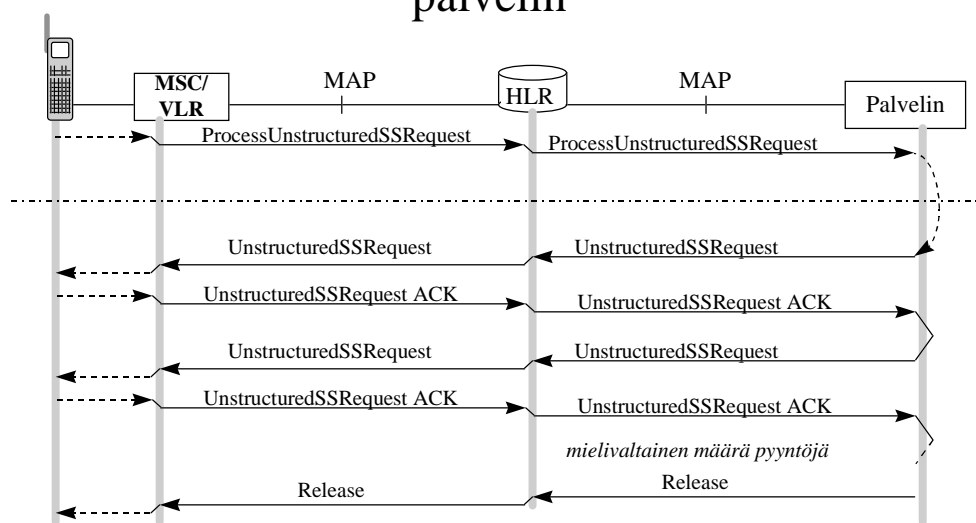 palvelin
MSC/
VLR
MAP
HLR
MAP
Palvelin
ProcessUnstructuredSSRequest
ProcessUnstructuredSSRequest
UnstructuredSSRequest
UnstructuredSSRequest
UnstructuredSSRequest ACK
UnstructuredSSRequest ACK
UnstructuredSSRequest
UnstructuredSSRequest
UnstructuredSSRequest ACK
UnstructuredSSRequest ACK
mielivaltainen määrä pyyntöjä
Release
Release